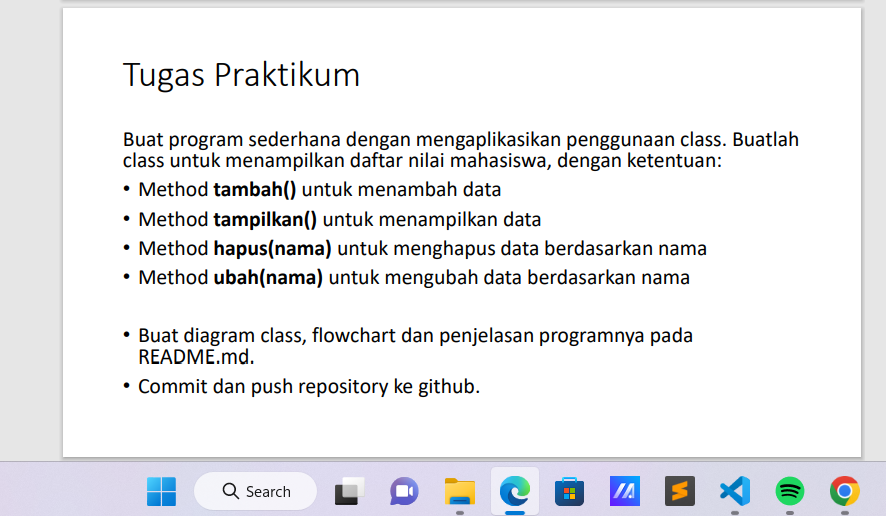 Tugas Praktikum
Buat program sederhana dengan mengaplikasikan penggunaan class. Buatlah
class untuk menampilkan daftar nilai mahasiswa, dengan ketentuan:
• Method tambah() untuk menambah data
• Method tampilkan() untuk menampilkan data
• Method hapus(nama) untuk menghapus data berdasarkan nama
• Method ubah(nama) untuk mengubah data berdasarkan nama
• Buat diagram class, flowchart dan penjelasan programnya pada
README.md.
• Commit dan push repository ke github.
Search